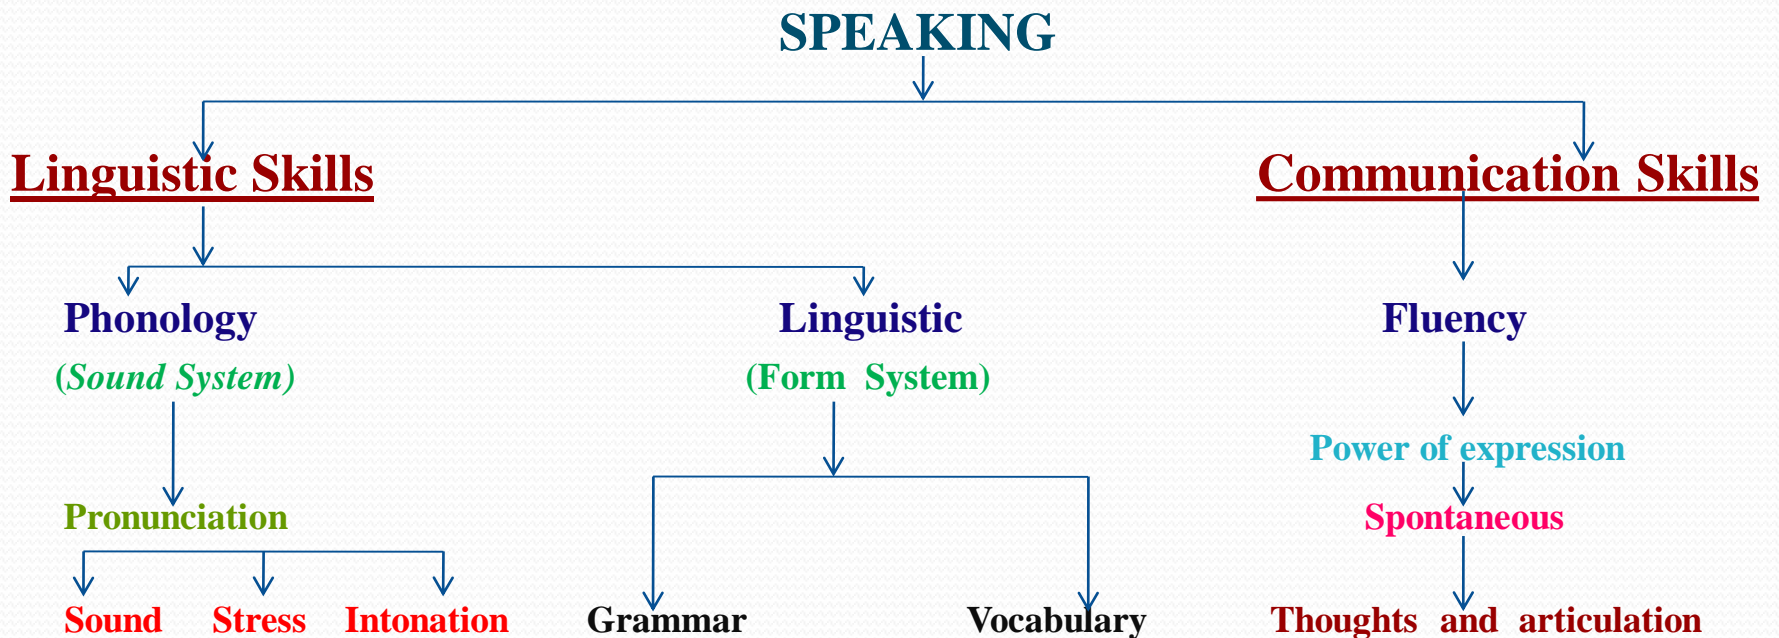 SPEAKING
Linguistic Skills
Communication Skills
Phonology
Linguistic
Fluency
(Sound System)
(Form System)
Power of expression
Pronunciation
Spontaneous
Sound
Stress
Intonation
Grammar
Vocabulary
Thoughts and articulation